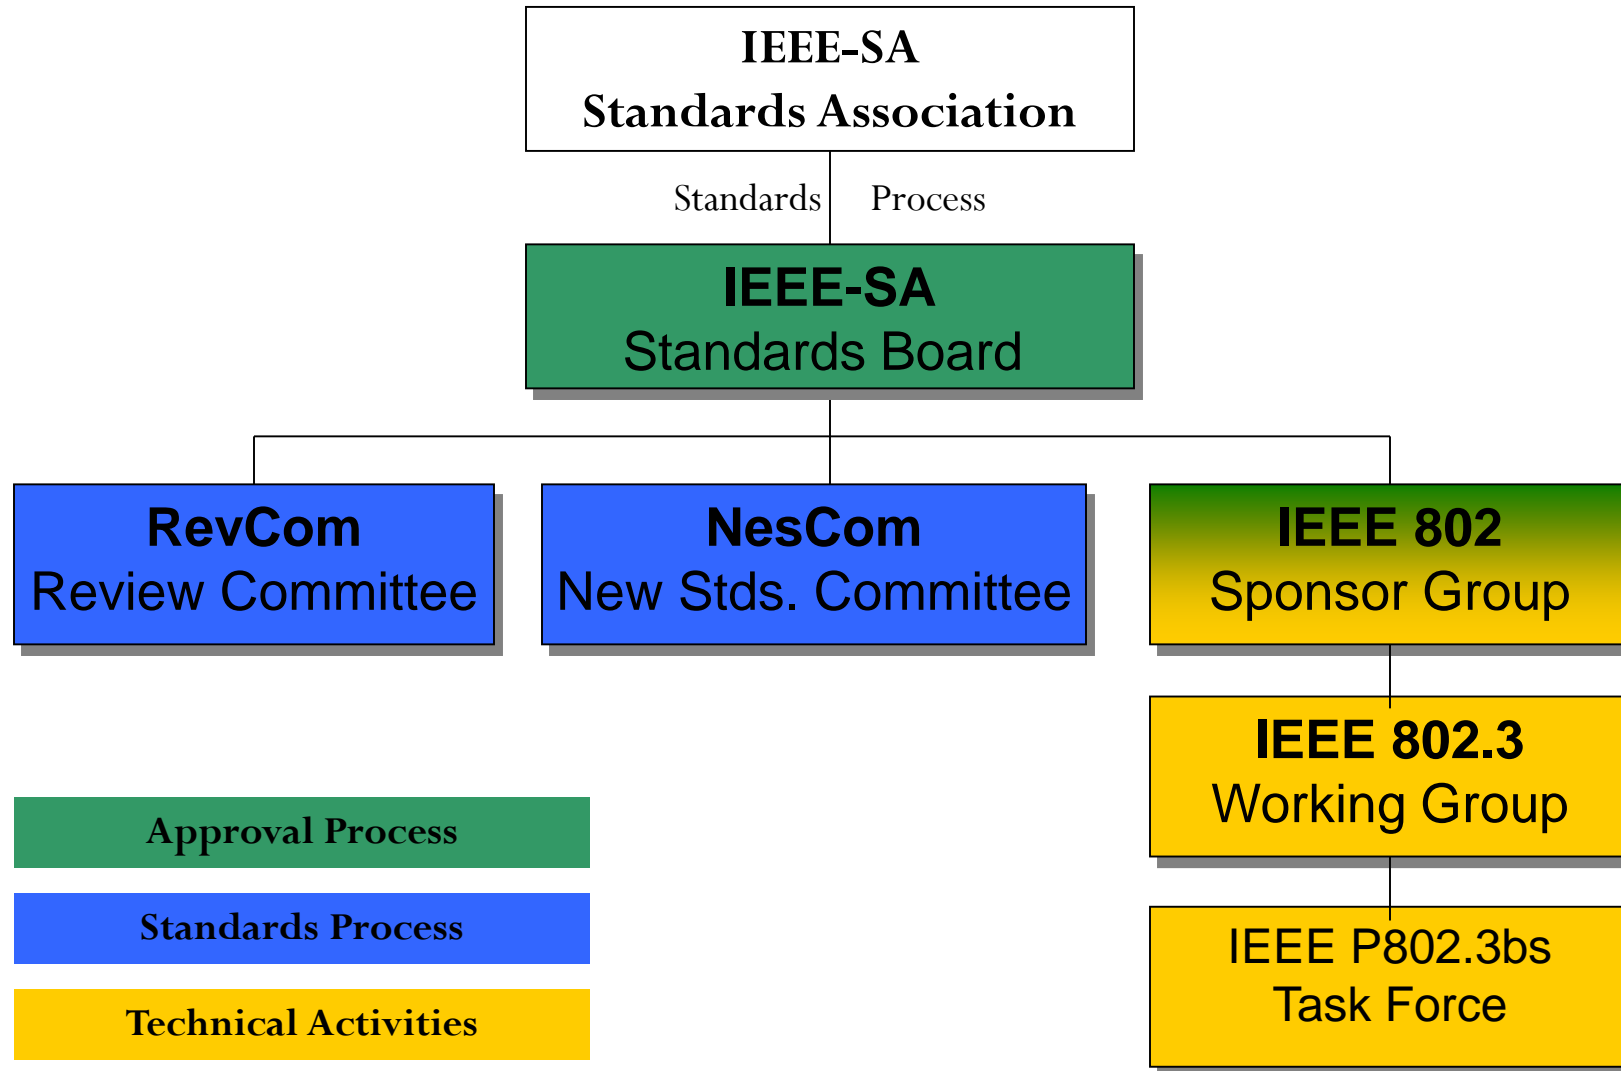 IEEE-SA
Standards Association
Standards Process
IEEE-SA
Standards Board
RevCom
Review Committee
NesCom
New Stds. Committee
IEEE 802
Sponsor Group
IEEE 802.3
Working Group
IEEE P802.3bs
Task Force
Approval Process
Standards Process
Technical Activities